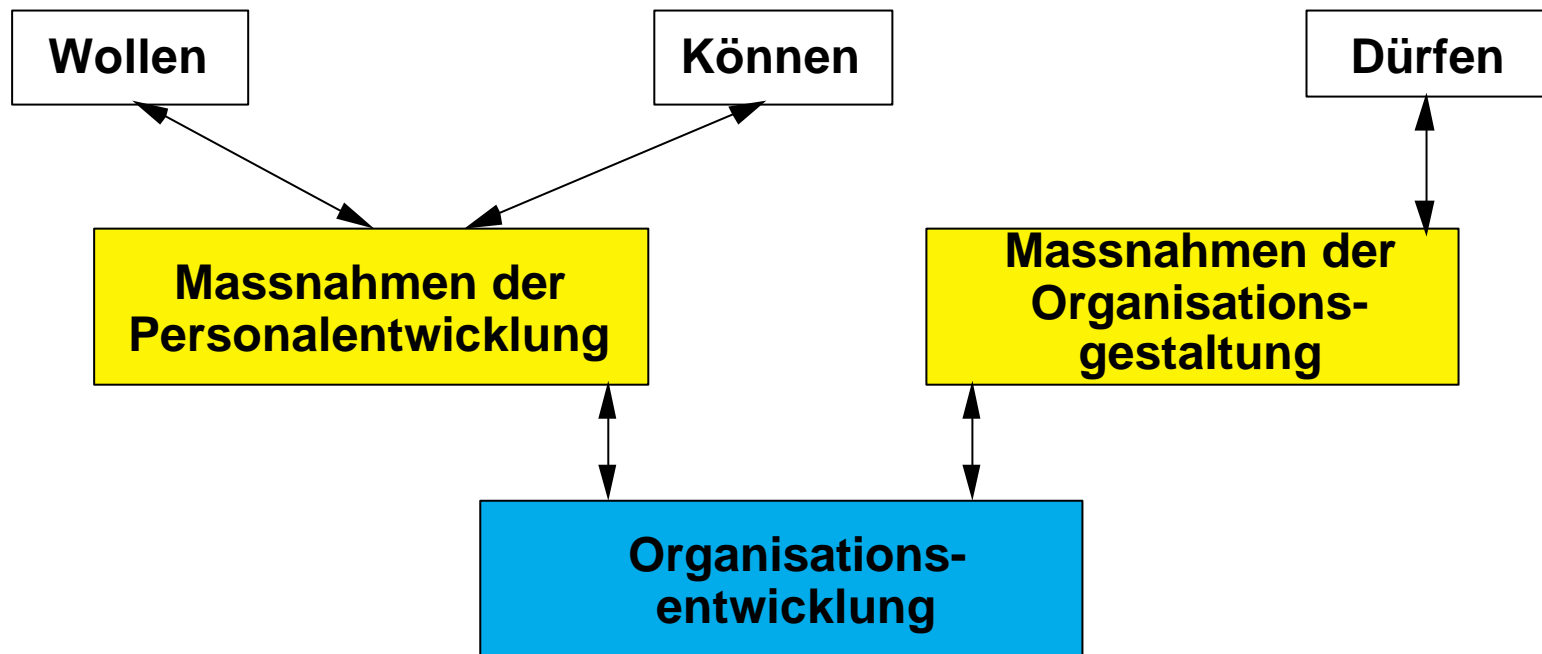 Wollen
Können
Dürfen
Massnahmen der
Personalentwicklung
Massnahmen der
Organisations-
gestaltung
Organisations-
entwicklung